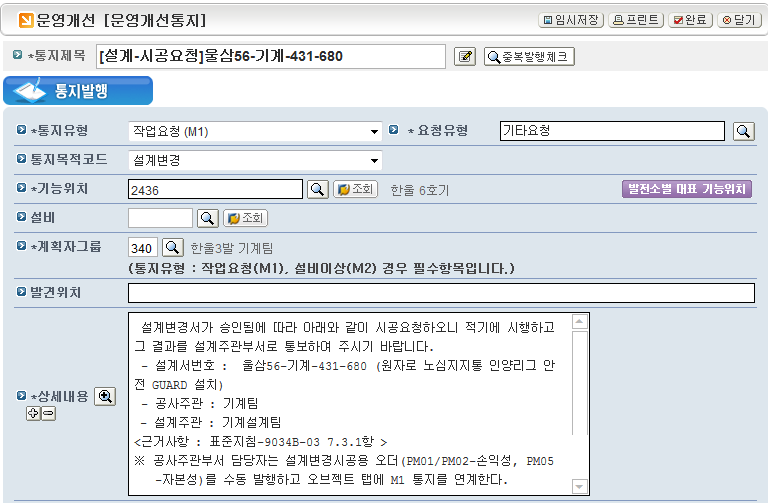 운영개선 [운영개선통지]
임시저장 프린트 완료 닫기
*통지제목 [설계-시공요청]울삼56-기계-431-680 중복발행체크
통지발행
*통지유형 작업요청 (M1) * 요청유형 기타요청
통지목적코드 설계변경
*기능위치 2436 조회 한울 6호기 발전소별 대표 기능위치
설비 조회
*계획자그룹 340 한울3발 기계팀
(통지유형 : 작업요청(M1), 설비이상(M2) 경우 필수항목입니다.)
발견위치
*상세내용
설계변경서가 승인됨에 따라 아래와 같이 시공요청하오니 적기에 시행하고
그 결과를 설계주관부서로 통보하여 주시기 바랍니다.
- 설계서번호 : 울삼56-기계-431-680 (원자로 노심지지통 인양리그 안
전 GUARD 설치)
- 공사주관 : 기계팀
- 설계주관 : 기계설계팀
<근거사항 : 표준지침-9034B-03 7.3.1항 >
※ 공사주관부서 담당자는 설계변경시공용 오더(PM01/PM02-손익성, PM05
-자본성)를 수동 발행하고 오브젝트 탭에 M1 통지를 연계한다.